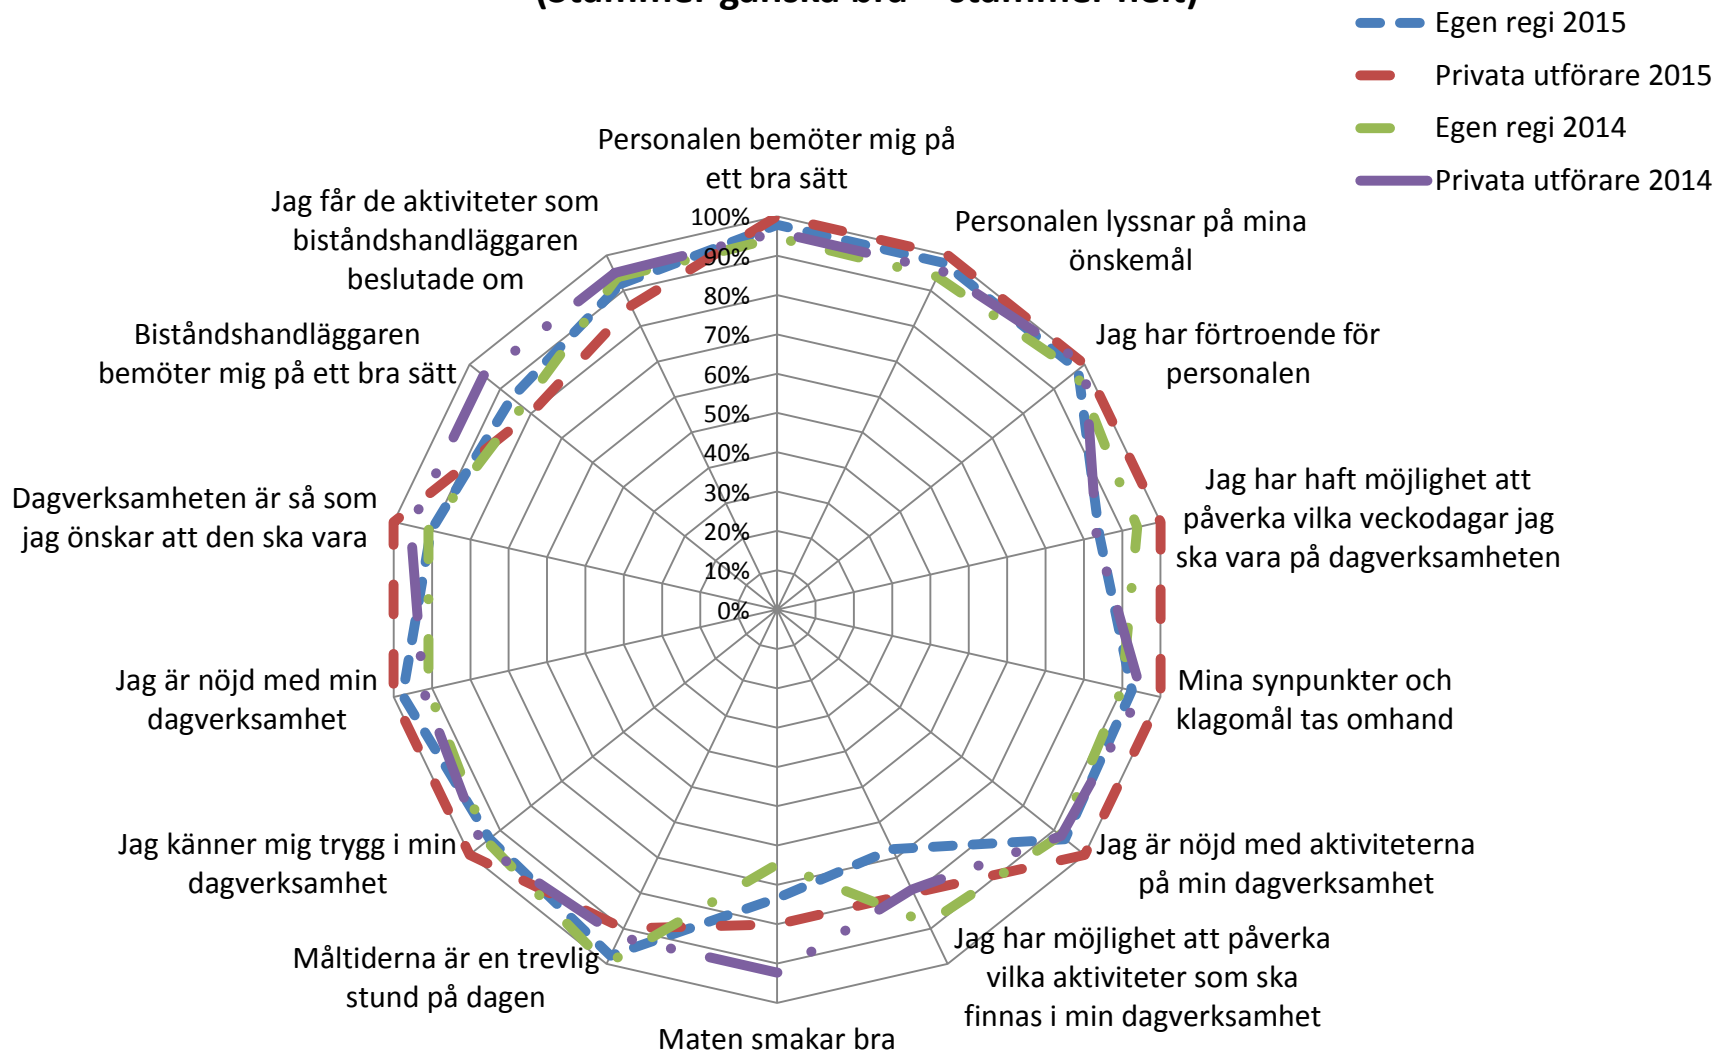 (Stämmer ganska bra – stämmer helt)
Egen regi 2015
Privata utförare 2015
Egen regi 2014
Privata utförare 2014
Personalen bemöter mig på
ett bra sätt
Personalen lyssnar på mina
önskemål
Jag har förtroende för
personalen
Jag har haft möjlighet att
påverka vilka veckodagar jag
ska vara på dagverksamheten
Mina synpunkter och
klagomål tas omhand
Jag är nöjd med aktiviteterna
på min dagverksamhet
Jag har möjlighet att påverka
vilka aktiviteter som ska
finnas i min dagverksamhet
Maten smakar bra
Måltiderna är en trevlig
stund på dagen
Jag känner mig trygg i min
dagverksamhet
Jag är nöjd med min
dagverksamhet
Dagverksamheten är så som
jag önskar att den ska vara
Biståndshandläggaren
bemöter mig på ett bra sätt
Jag får de aktiviteter som
biståndshandläggaren
beslutade om
100%
90%
80%
70%
60%
50%
40%
30%
20%
10%
0%